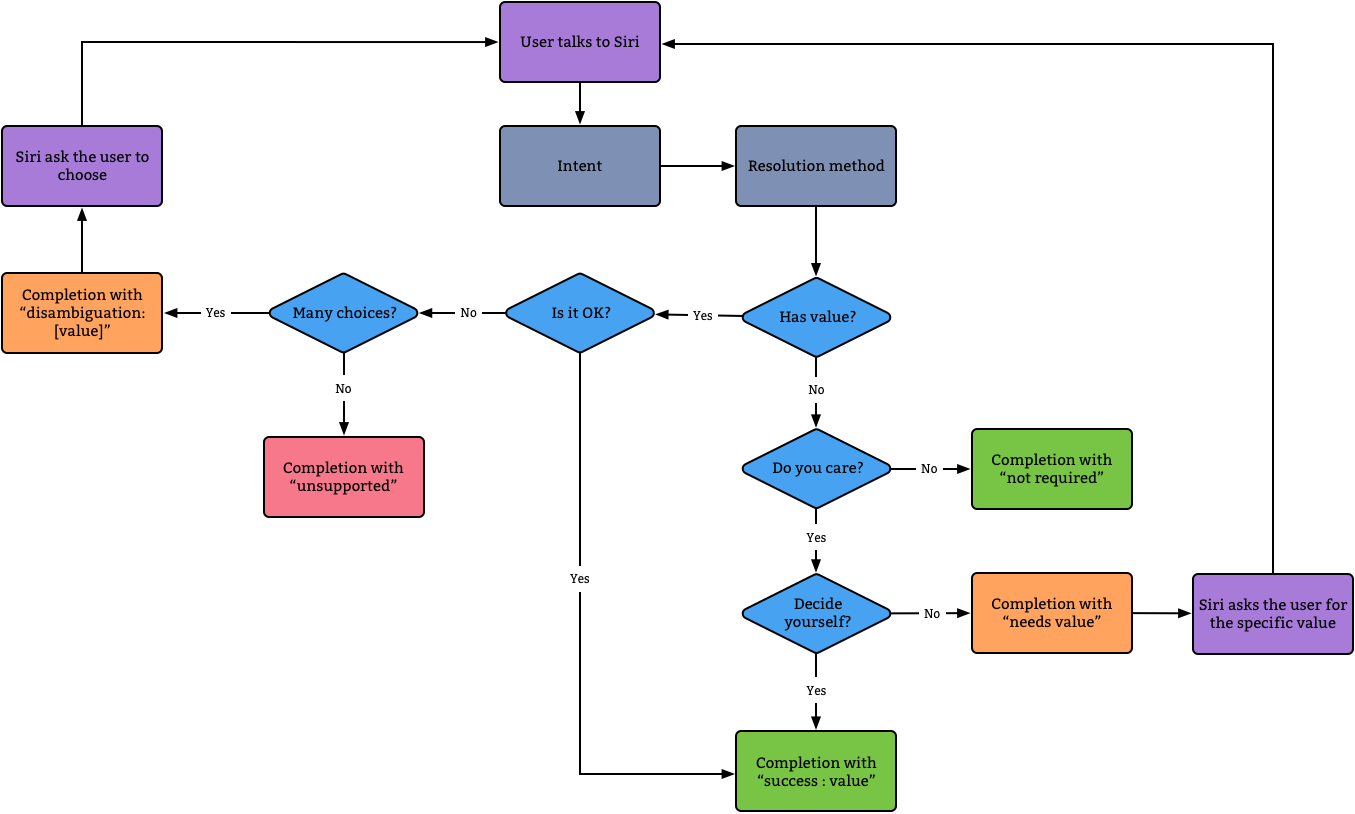 User talks to Siri
Siri ask the user to
choose
Intent
Resolution method
Completion with
“disambiguation:
[value]”
Yes
Many choices?
No
Is it OK?
Yes
Has value?
No
No
Completion with
“unsupported”
Do you care?
No
Completion with
“not required”
Yes
Yes
Decide
yourself?
No
Completion with
“needs value”
Siri asks the user for
the specific value
Yes
Completion with
“success : value”